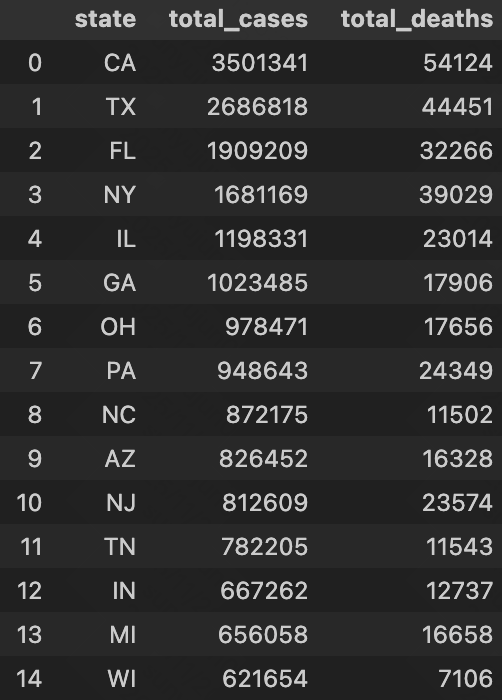 state total_cases total_deaths
0 CA 3501341 54124
1 TX 2686818 44451
2 FL 1909209 32266
3 NY 1681169 39029
4 IL 1198331 23014
5 GA 1023485 17906
6 OH 978471 17656
7 PA 948643 24349
8 NC 872175 11502
9 AZ 826452 16328
10 NJ 812609 23574
11 TN 782205 11543
12 IN 667262 12737
13 MI 656058 16658
14 WI 621654 7106